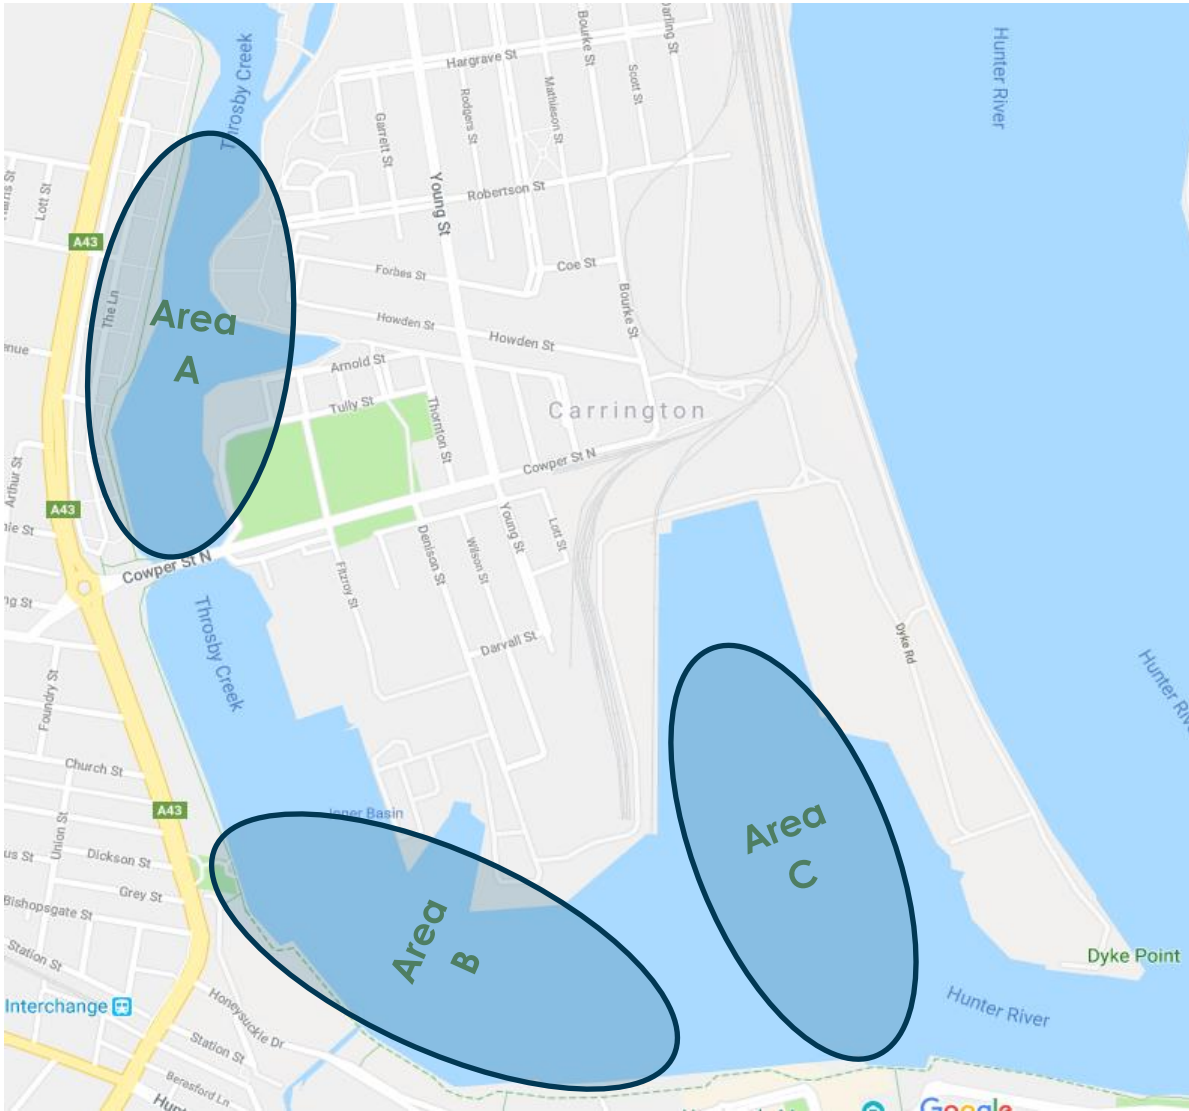 Throsby Creek
Hargrave St
Bourke St
Darling St
Scott St
Mathieson St
Rodgers St
Garrett St
Hunter River
Lott St
Young St
Robertson St
A43
The Ln
Forbes St
Coe St
Bourke St
Area
A
Howden St
Howden St
Arnold St
Tully St
Thornton St
Carrington
Cowper St N
Arthur St
A43
Young St
Lott St
Denison St
Wilson St
Fitzroy St
Cowper St N
Throsby Creek
Darvall St
Dyke Rd
Hunter
Foundry St
Church St
A43
Inner Basin
Union St
Dickson St
Grey St
Bishopsgate St
Station St
Area
B
Area
C
Dyke Point
Hunter River
Interchange
Honeysuckle Dr
Station St
Beresford Ln
Google